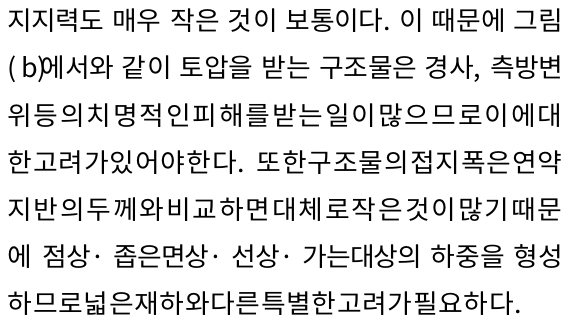 지지력도 매우 작은 것이 보통이다. 이 때문에 그림
( b)에서와 같이 토압을 받는 구조물은 경사, 측방변
위등의치명적인피해를받는일이많으므로이에대
한고려가있어야한다. 또한구조물의접지폭은연약
지반의두께와비교하면대체로작은것이많기때문
에 점상· 좁은면상· 선상· 가는대상의 하중을 형성
하므로넓은재하와다른특별한고려가필요하다.